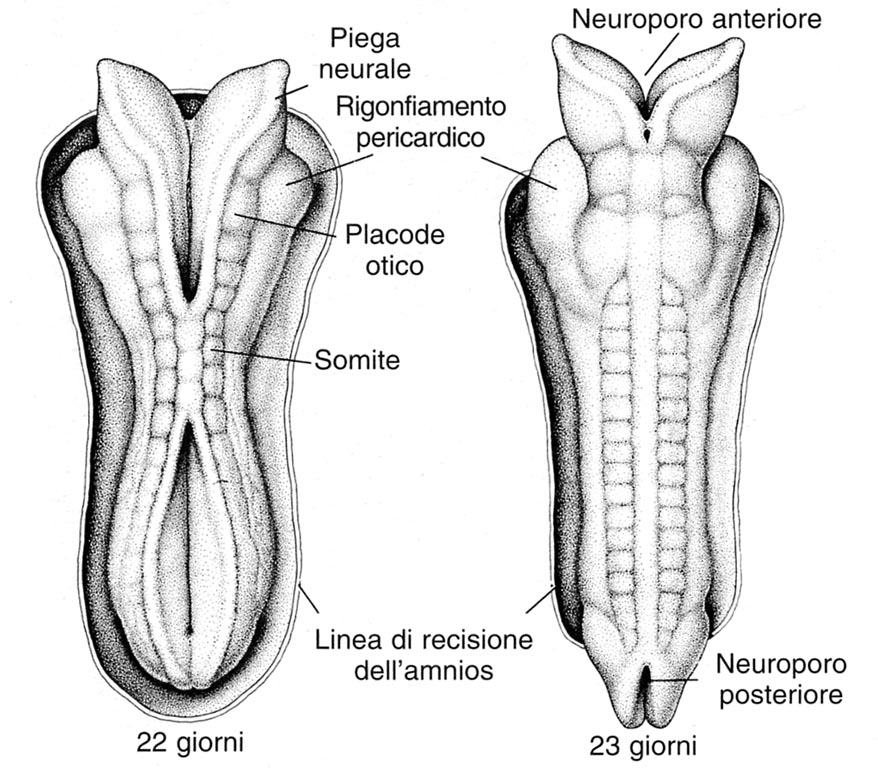 Neuroporo anteriore
Piega
neurale
Rigonfiamento
pericardico
Placode
otico
Somite
Linea di recisione
dell'amnios
Neuroporo
posteriore
22 giorni
23 giorni